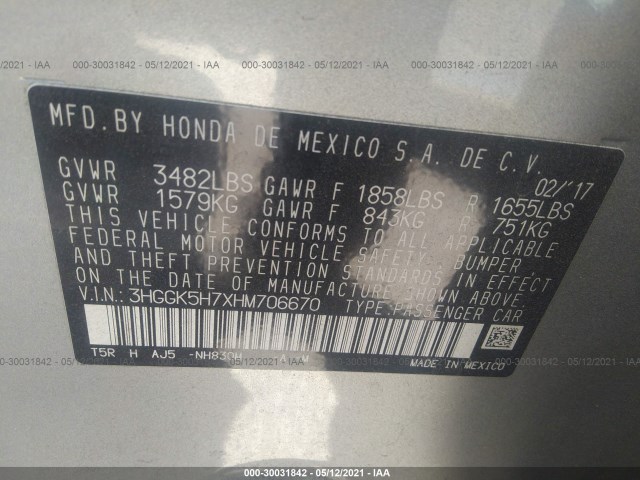 000-30031842 - 05/12/2021 - IAA
MFD.BY HONDA DE MEXICO S.A. DE C.V.
02/'17
GVWR 3482LBS GAWR F 1858LBS R 1655LBS
GVWR 1579KG GAWR F 843KG R 751KG
THIS VEHICLE CONFORMS TO ALL APPLICABLE
FEDERAL MOTOR VEHICLE SAFETY, BUMPER,
AND THEFT PREVENTION STANDARDS IN EFFECT
ON THE DATE OF MANUFACTURE SHOWN ABOVE.
V.I.N.: 3HGGK5H7XHM706670 TYPE:PASSENGER CAR
T5R H AJ5 -NH830M
MADE IN MEXICO
000-30031842 - 05/12/2021 - IAA